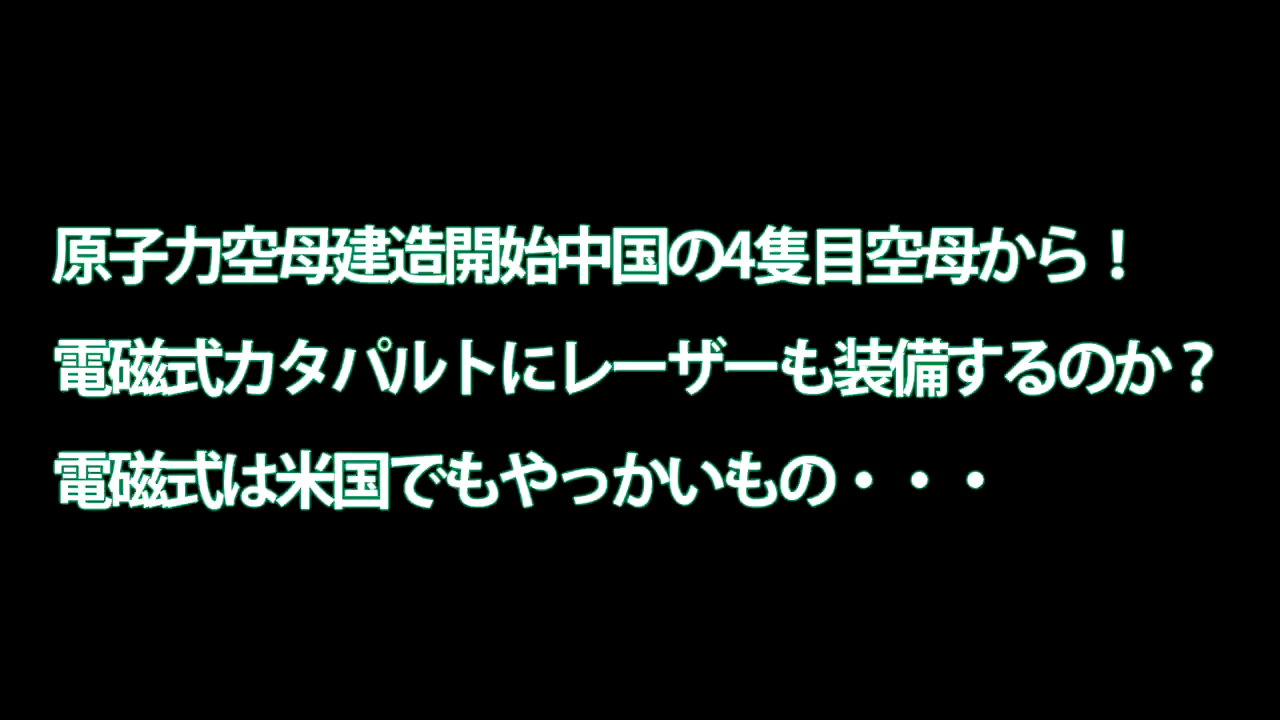 原子力空母建造開始中国の4隻目空母から！
電磁式カタパルトにレーザーも装備するのか？
電磁式は米国でもやっかいもの・・・